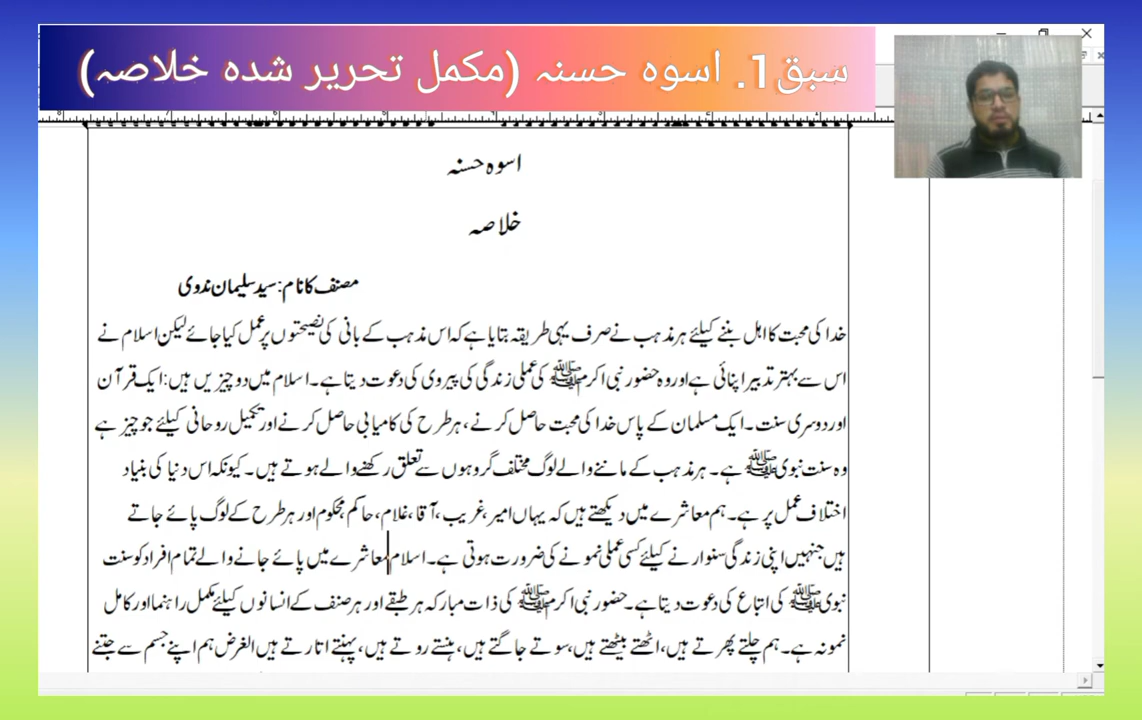 سبق1. اسوہ حسنہ (مکمل تحریر شدہ خلاصہ)
اسوہ حسنہ
خلاصہ
مصنف کا نام: سید سلیمان ندوی
خدا کی محبت کا اہل بننے کیلئے ہر مذہب نے صرف یہی طریقہ بتایا ہے کہ اس مذہب کے بانی کی نصیحتوں پر عمل کیا جائے لیکن اسلام نے
اس سے بہتر تدبیر اپنائی ہے اور وہ حضور نبی اکرمﷺ کی عملی زندگی کی پیروی کی دعوت دیتا ہے۔ اسلام میں دو چیزیں ہیں: ایک قرآن
اور دوسری سنت۔ ایک مسلمان کے پاس خدا کی محبت حاصل کرنے، ہر طرح کی کامیابی حاصل کرنے اور تکمیل روحانی کیلئے جو چیز ہے
وہ سنت نبویﷺ ہے۔ ہر مذہب کے ماننے والے لوگ مختلف گروہوں سے تعلق رکھنے والے ہوتے ہیں۔ کیونکہ اس دنیا کی بنیاد
اختلاف عمل پر ہے۔ ہم معاشرے میں دیکھتے ہیں کہ یہاں امیر، غریب، آقا، غلام، حاکم، محکوم اور ہر طرح کے لوگ پائے جاتے
ہیں جنہیں اپنی زندگی سنوارنے کیلئے کسی عملی نمونے کی ضرورت ہوتی ہے۔ اسلام معاشرے میں پائے جانے والے تمام افراد کو سنت
نبویﷺ کی اتباع کی دعوت دیتا ہے۔ حضور نبی اکرمﷺ کی ذات مبارکہ ہر طبقے اور ہر صنف کے انسانوں کیلئے مکمل راہنما اور کامل
نمونہ ہے۔ ہم چلتے پھرتے ہیں، اٹھتے بیٹھتے ہیں، سوتے جاگتے ہیں، ہنستے روتے ہیں، پہنتے اتارتے ہیں الغرض ہم اپنے جسم سے جتنے